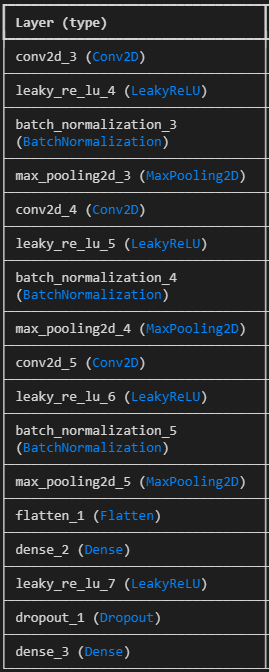 Layer (type)
conv2d_3 (Conv2D)
leaky_re_lu_4 (LeakyReLU)
batch_normalization_3
(BatchNormalization)
max_pooling2d_3 (MaxPooling2D)
conv2d_4 (Conv2D)
leaky_re_lu_5 (LeakyReLU)
batch_normalization_4
(BatchNormalization)
max_pooling2d_4 (MaxPooling2D)
conv2d_5 (Conv2D)
leaky_re_lu_6 (LeakyReLU)
batch_normalization_5
(BatchNormalization)
max_pooling2d_5 (MaxPooling2D)
flatten_1 (Flatten)
dense_2 (Dense)
leaky_re_lu_7 (LeakyReLU)
dropout_1 (Dropout)
dense_3 (Dense)